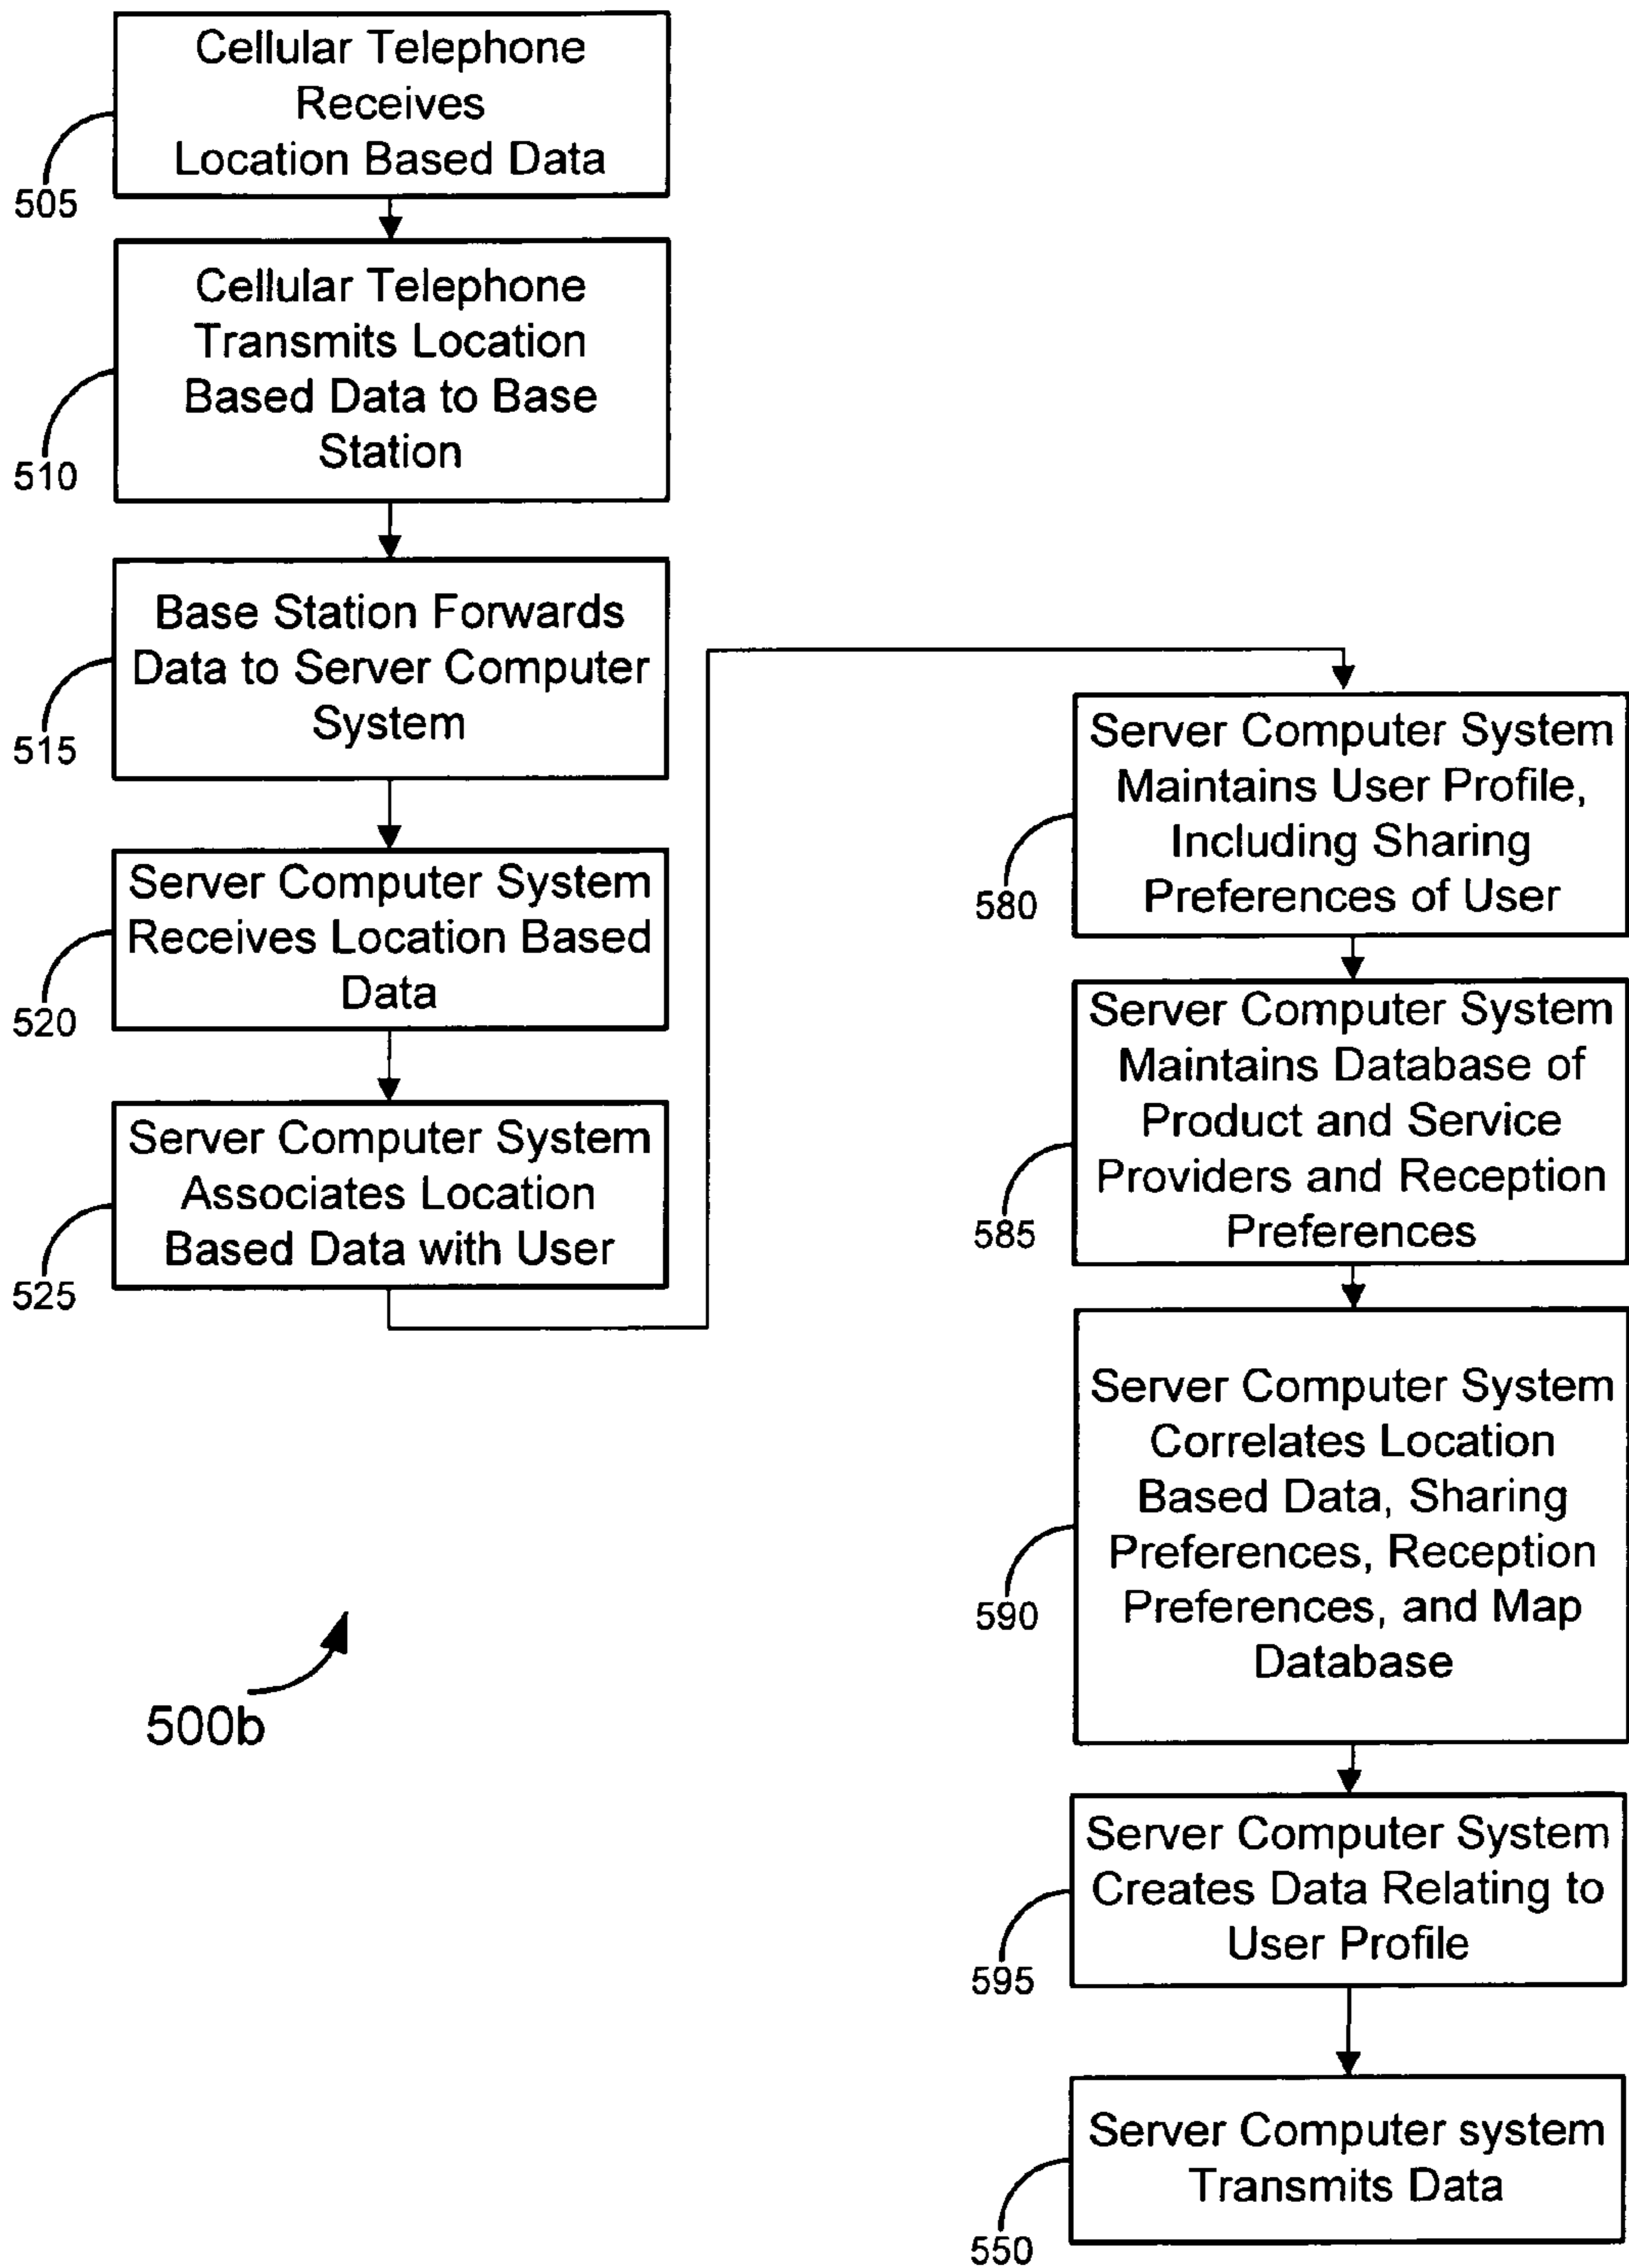 Cellular Telephone
Receives
Location Based Data
505
Cellular Telephone
Transmits Location
Based Data to Base
Station
510
Base Station Forwards
Data to Server Computer
System
515
Server Computer System
Receives Location Based
Data
520
Server Computer System
Associates Location
Based Data with User
525
Server Computer System
Maintains User Profile,
Including Sharing
Preferences of User
580
Server Computer System
Maintains Database of
Product and Service
Providers and Reception
Preferences
585
Server Computer System
Correlates Location
Based Data, Sharing
Preferences, Reception
Preferences, and Map
Database
590
Server Computer System
Creates Data Relating to
User Profile
595
Server Computer system
Transmits Data
550
500b